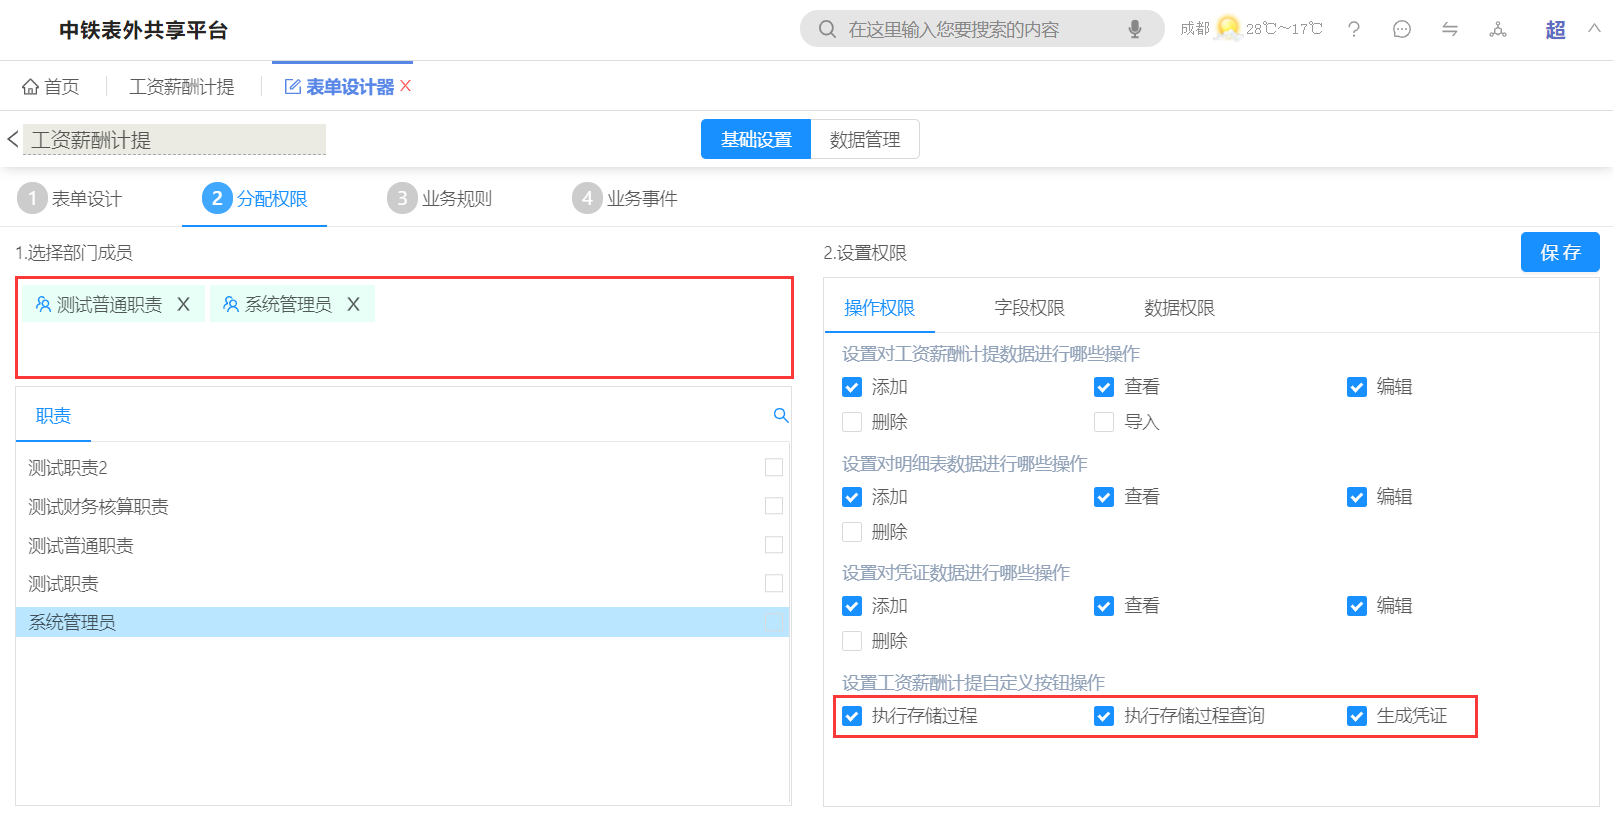 中铁表外共享平台
在这里输入您要搜索的内容
成都 28℃~17℃
超
首页 工资薪酬计提 表单设计器 X
工资薪酬计提
基础设置 数据管理
1 表单设计 2 分配权限 3 业务规则 4 业务事件
1.选择部门成员
测试普通职责 X 系统管理员 X
职责
测试职责2
测试财务核算职责
测试普通职责
测试职责
系统管理员
2.设置权限 保存
操作权限 字段权限 数据权限
设置对工资薪酬计提数据进行哪些操作
添加 查看 编辑
删除 导入
设置对明细表数据进行哪些操作
添加 查看 编辑
删除
设置对凭证数据进行哪些操作
添加 查看 编辑
删除
设置工资薪酬计提自定义按钮操作
执行存储过程 执行存储过程查询 生成凭证